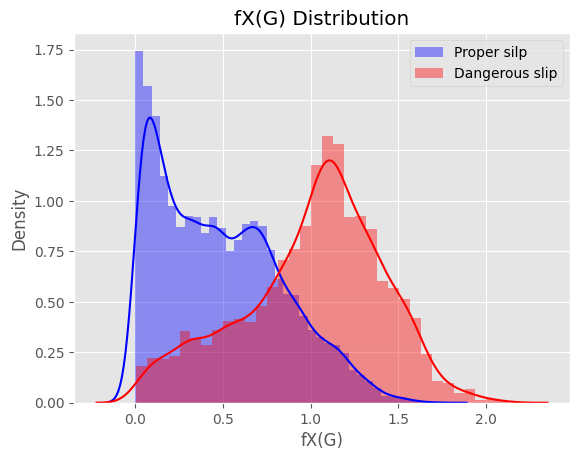 fX(G) Distribution
Proper silp
Dangerous slip
Density
1.75
1.50
1.25
1.00
0.75
0.50
0.25
0.00
0.0 0.5 1.0 1.5 2.0
fX(G)